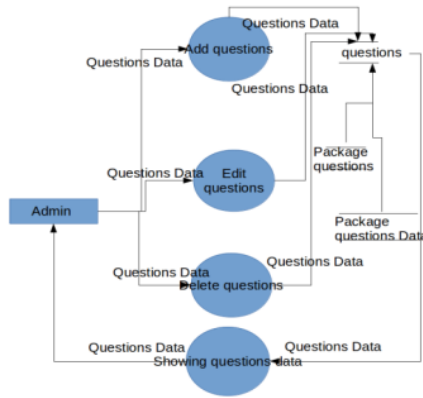 Questions Data
Add questions
questions
Questions Data
Questions Data
Package
questions
Questions Data
Edit
questions
Admin
Package
questions Data
Questions Data
Questions Data
Delete questions
Questions Data
Questions Data
Showing questions data